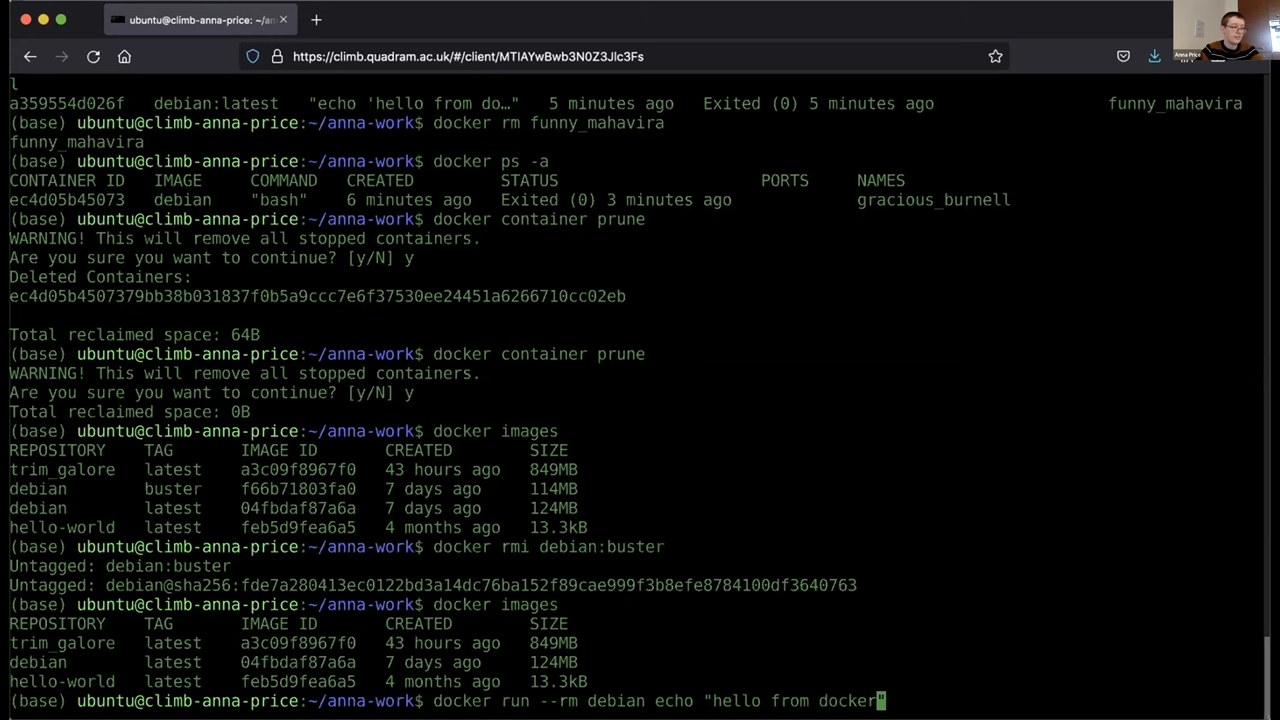 ubuntu@climb-anna-price: ~/an
https://climb.quadram.ac.uk/#/client/MTIAYwBwb3N0Z3Jlc3Fs
Anna Price
l
a359554d026f debian:latest "echo 'hello from do…" 5 minutes ago Exited (0) 5 minutes ago funny_mahavira
(base) ubuntu@climb-anna-price:~/anna-work$ docker rm funny_mahavira
funny_mahavira
(base) ubuntu@climb-anna-price:~/anna-work$ docker ps -a
CONTAINER ID IMAGE COMMAND CREATED STATUS PORTS NAMES
ec4d05b45073 debian "bash" 6 minutes ago Exited (0) 3 minutes ago gracious_burnell
(base) ubuntu@climb-anna-price:~/anna-work$ docker container prune
WARNING! This will remove all stopped containers.
Are you sure you want to continue? [y/N] y
Deleted Containers:
ec4d05b4507379bb38b031837f0b5a9ccc7e6f37530ee24451a6266710cc02eb
Total reclaimed space: 64B
(base) ubuntu@climb-anna-price:~/anna-work$ docker container prune
WARNING! This will remove all stopped containers.
Are you sure you want to continue? [y/N] y
Total reclaimed space: 0B
(base) ubuntu@climb-anna-price:~/anna-work$ docker images
REPOSITORY TAG IMAGE ID CREATED SIZE
trim_galore latest a3c09f8967f0 43 hours ago 849MB
debian buster f66b71803fa0 7 days ago 114MB
debian latest 04fbdaf87a6a 7 days ago 124MB
hello-world latest feb5d9fea6a5 4 months ago 13.3kB
(base) ubuntu@climb-anna-price:~/anna-work$ docker rmi debian:buster
Untagged: debian:buster
Untagged: debian@sha256:fde7a280413ec0122bd3a14dc76ba152f89cae999f3b8efe8784100df3640763
(base) ubuntu@climb-anna-price:~/anna-work$ docker images
REPOSITORY TAG IMAGE ID CREATED SIZE
trim_galore latest a3c09f8967f0 43 hours ago 849MB
debian latest 04fbdaf87a6a 7 days ago 124MB
hello-world latest feb5d9fea6a5 4 months ago 13.3kB
(base) ubuntu@climb-anna-price:~/anna-work$ docker run --rm debian echo "hello from docker"